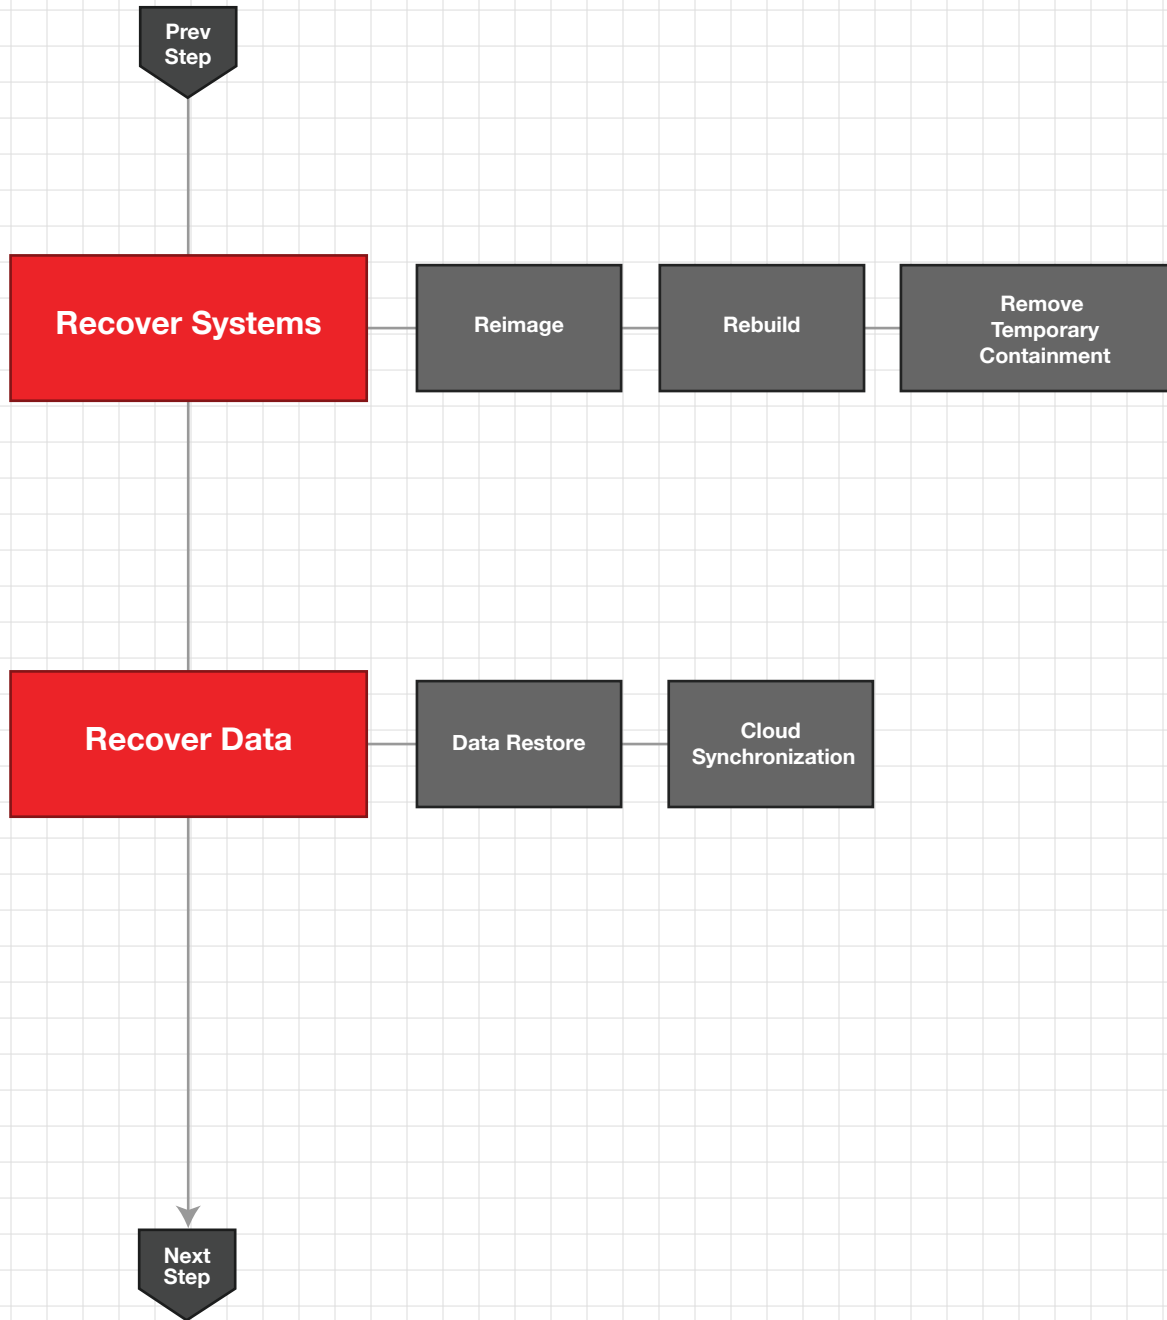 Prev
Step
Recover Systems
Reimage
Rebuild
Remove
Temporary
Containment
Recover Data
Data Restore
Cloud
Synchronization
Next
Step